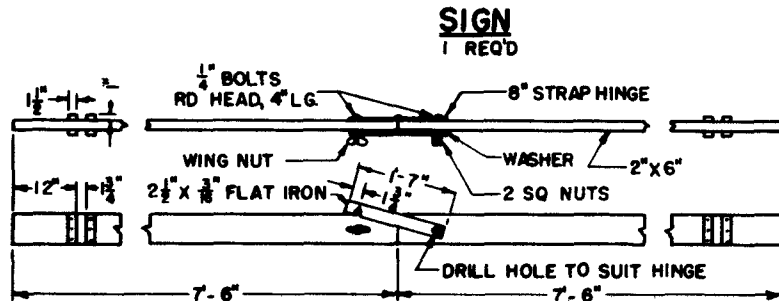 SIGN
1 REQ'D
1/4" BOLTS
RD HEAD, 4" LG.
8" STRAP HINGE
1 1/2"
WING NUT
WASHER
2" X 6"
2 SQ NUTS
12"
1 3/4"
2 1/2" X 3/16" FLAT IRON
1'-7"
1 3/4"
DRILL HOLE TO SUIT HINGE
7'-6"
7'-6"